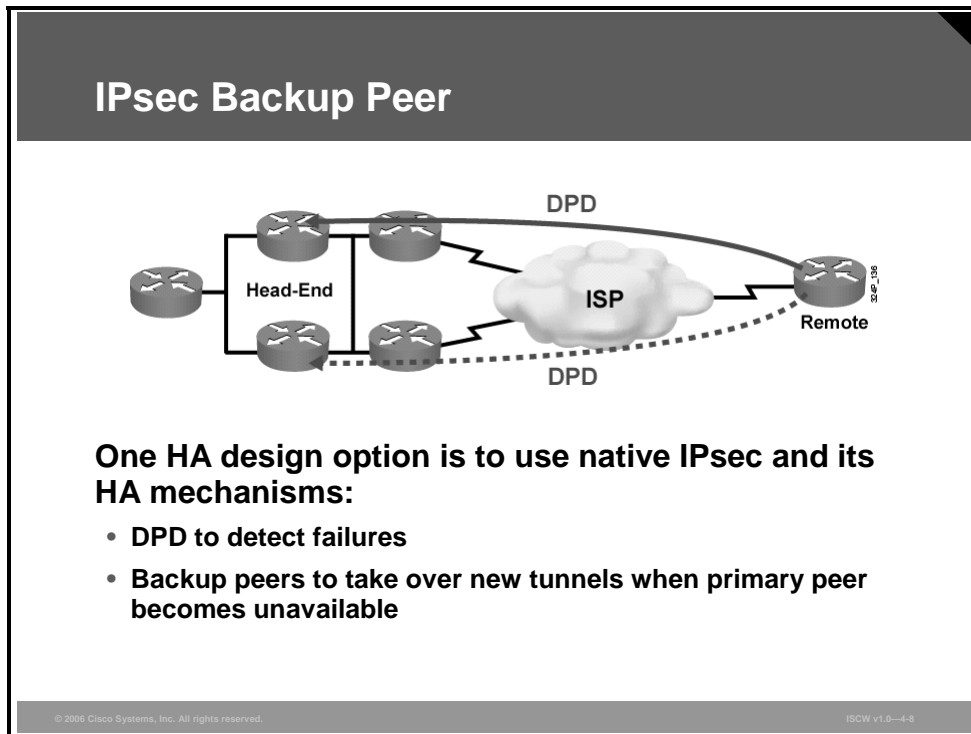 IPsec Backup Peer
DPD
Head-End
ISP
Remote
324P_136
DPD
One HA design option is to use native IPsec and its
HA mechanisms:
• DPD to detect failures
• Backup peers to take over new tunnels when primary peer
becomes unavailable
© 2006 Cisco Systems, Inc. All rights reserved.
ISCW v1.0—4-8